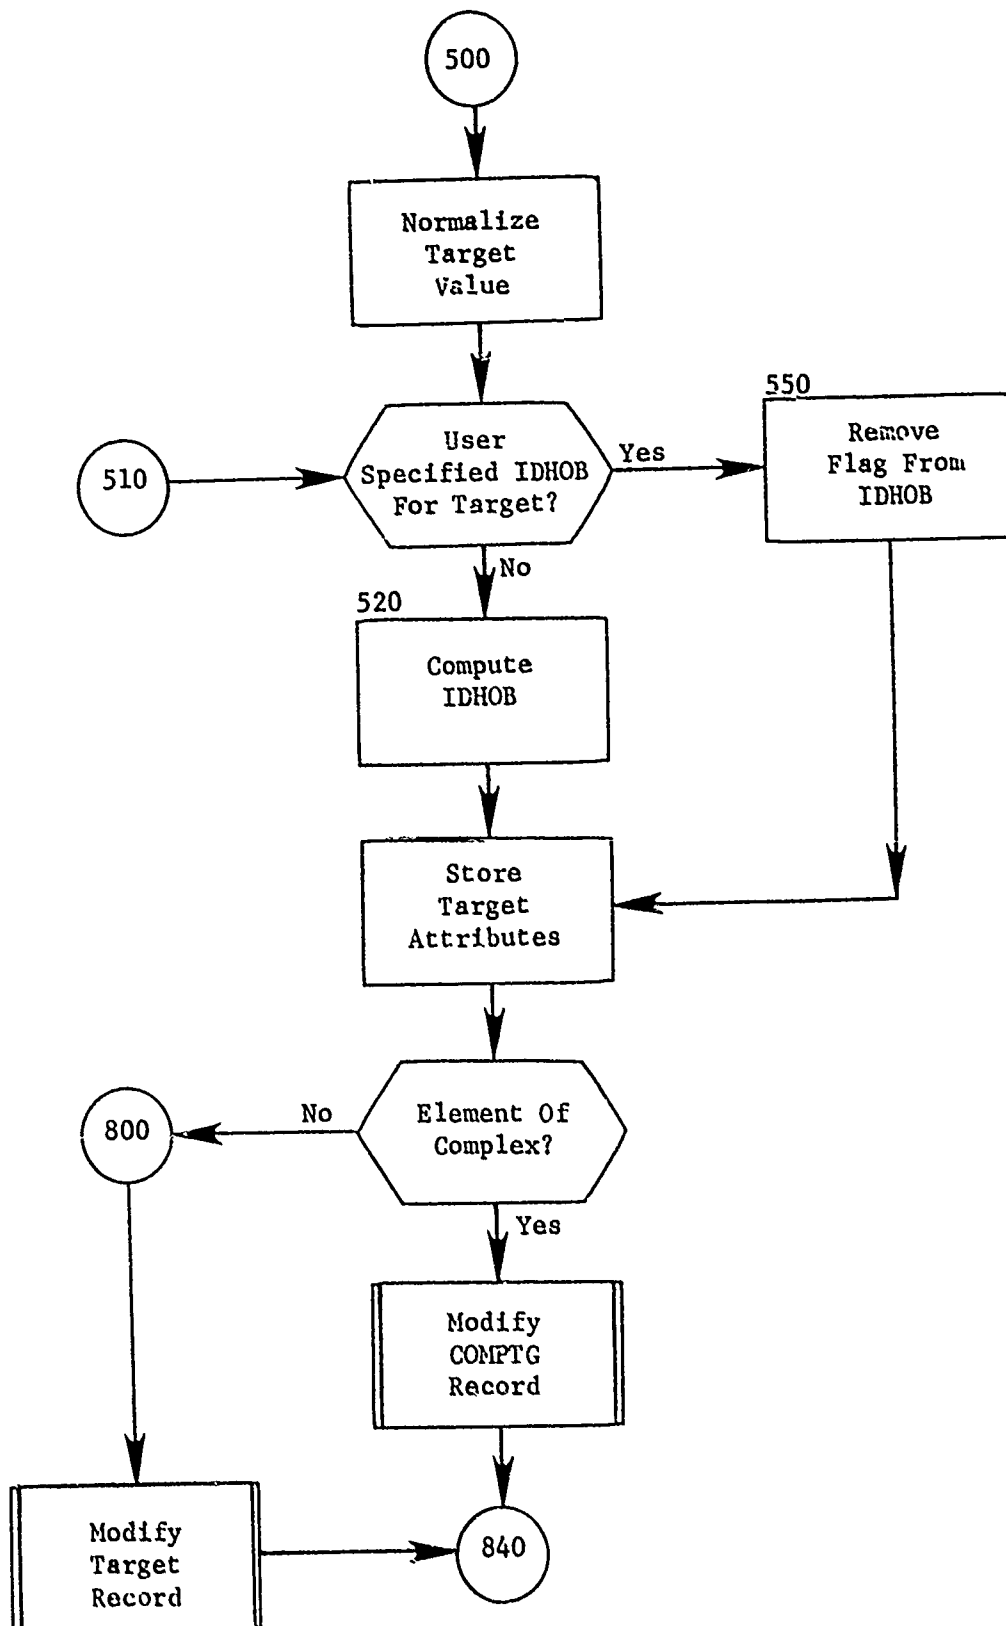 500
Normalize
Target
Value
550
User
Specified IDHOB
For Target?
Yes
Remove
Flag From
IDHOB
510
No
520
Compute
IDHOB
Store
Target
Attributes
Element Of
Complex?
No
800
Yes
Modify
COMPTG
Record
Modify
Target
Record
840